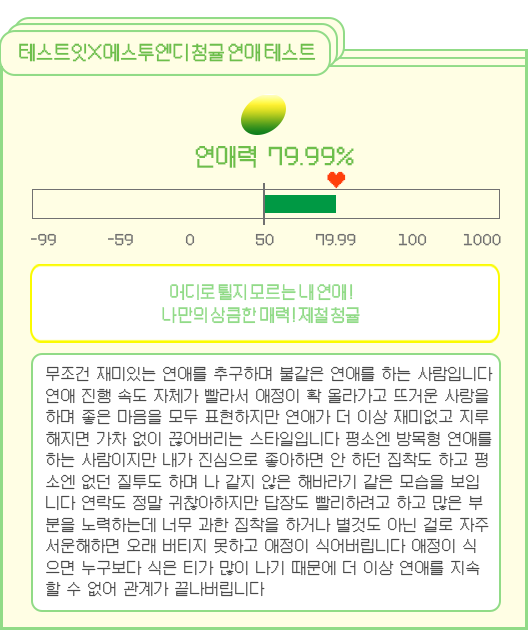 테스트잇X에스투엔디 청귤 연애 테스트
연애력 79.99%
-99 -59 0 50 79.99 100 1000
어디로 튈지 모르는 내 연애!
나만의 상큼한 매력! 제철 청귤
무조건 재미있는 연애를 추구하며 불같은 연애를 하는 사람입니다
연애 진행 속도 자체가 빨라서 애정이 확 올라가고 뜨거운 사랑을
하며 좋은 마음을 모두 표현하지만 연애가 더 이상 재미없고 지루
해지면 가차 없이 끊어버리는 스타일입니다 평소엔 방목형 연애를
하는 사람이지만 내가 진심으로 좋아하면 안 하던 집착도 하고 평
소엔 없던 질투도 하며 나 같지 않은 해바라기 같은 모습을 보입
니다 연락도 정말 귀찮아하지만 답장도 빨리하려고 하고 많은 부
분을 노력하는데 너무 과한 집착을 하거나 별것도 아닌 걸로 자주
서운해하면 오래 버티지 못하고 애정이 식어버립니다 애정이 식
으면 누구보다 식은 티가 많이 나기 때문에 더 이상 연애를 지속
할 수 없어 관계가 끝나버립니다